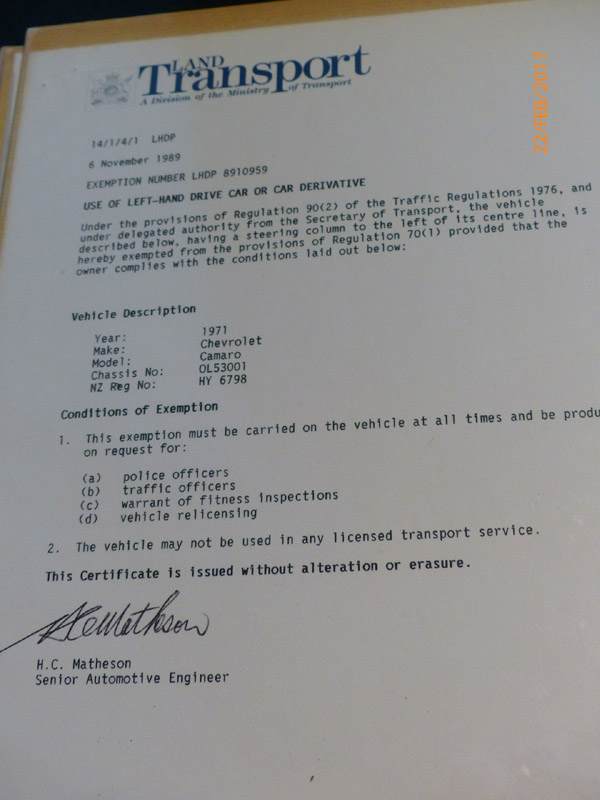 LAND
Transport
A Division of the Ministry of Transport
22/FEB/2017
14/1/4/1 LHDP
6 November 1989
EXEMPTION NUMBER LHDP 8910959
USE OF LEFT-HAND DRIVE CAR OR CAR DERIVATIVE
Under the provisions of Regulation 90(2) of the Traffic Regulations 1976, and
under delegated authority from the Secretary of Transport, the vehicle
described below, having a steering column to the left of its centre line, is
hereby exempted from the provisions of Regulation 70(1) provided that the
owner complies with the conditions laid out below:
Vehicle Description
Year: 1971
Make: Chevrolet
Model: Camaro
Chassis No: OL53001
NZ Reg No: HY 6798
Conditions of Exemption
1. This exemption must be carried on the vehicle at all times and be produ
on request for:
(a) police officers
(b) traffic officers
(c) warrant of fitness inspections
(d) vehicle relicensing
2. The vehicle may not be used in any licensed transport service.
This Certificate is issued without alteration or erasure.
HCMatheson
H.C. Matheson
Senior Automotive Engineer